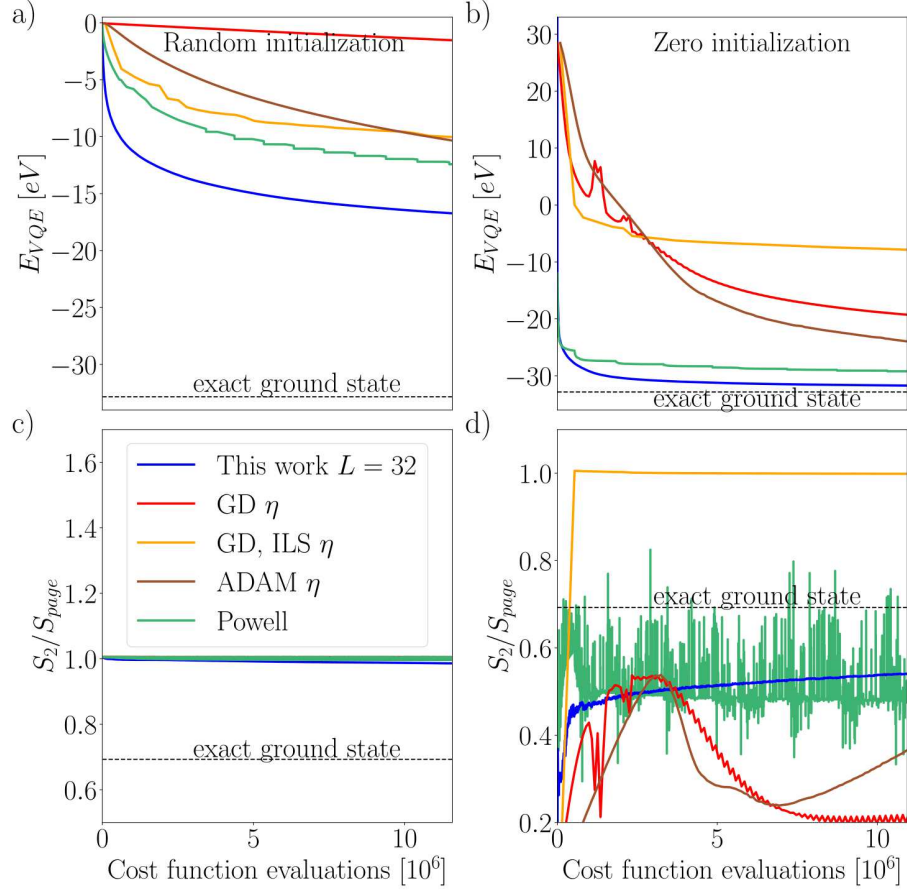 a)
Random initialization
0
−5
−10
−15
−20
−25
−30
E_{VQE} [eV]
exact ground state
b)
Zero initialization
30
20
10
0
−10
−20
−30
E_{VQE} [eV]
exact ground state
c)
1.6
1.4
1.2
1.0
0.8
0.6
S_2/S_{page}
This work L = 32
GD η
GD, ILS η
ADAM η
Powell
exact ground state
0
5
10
Cost function evaluations [10^6]
d)
1.0
0.8
0.6
0.4
0.2
S_2/S_{page}
exact ground state
0
5
10
Cost function evaluations [10^6]